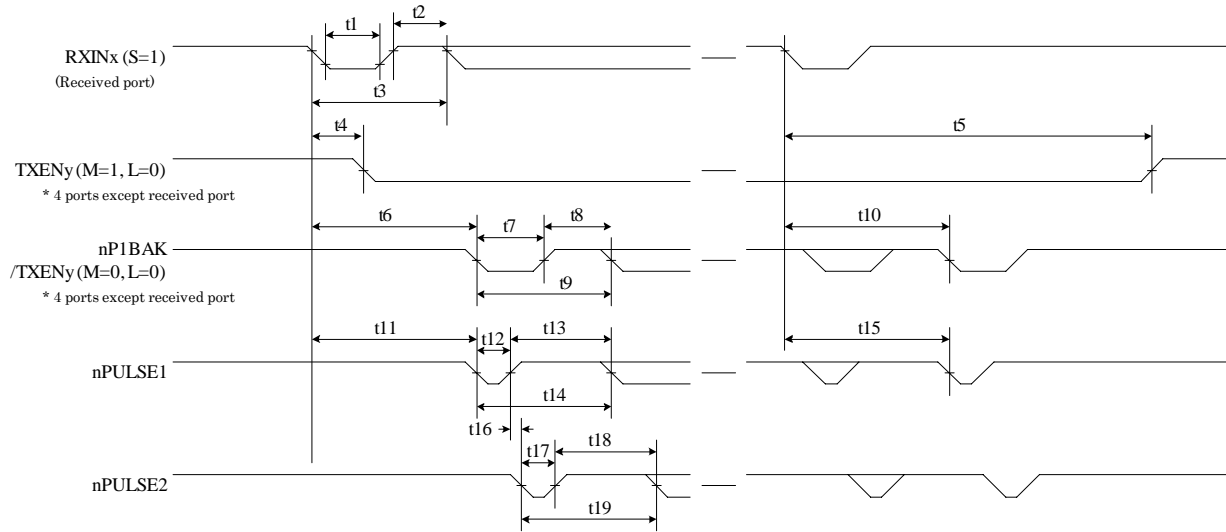 t1
t2
RXINx (S=1)
(Received port)
t3
t4
t5
TXENy (M=1, L=0)
* 4 ports except received port
t6
t7
t8
t10
nP1BAK
/TXENy (M=0, L=0)
* 4 ports except received port
t9
t11
t12
t13
t15
nPULSE1
t14
t16
t17
t18
nPULSE2
t19